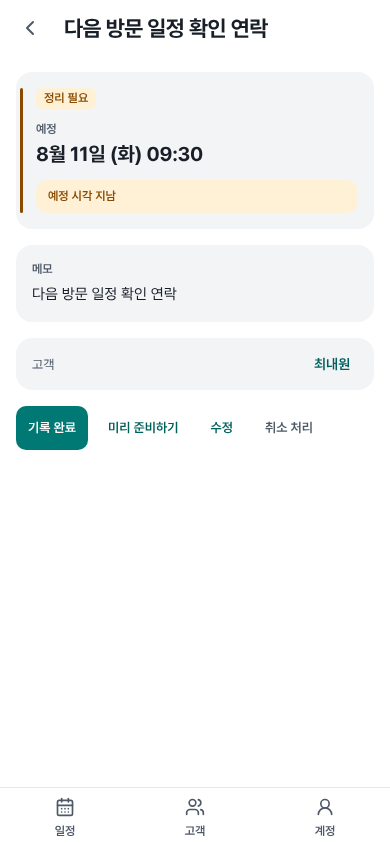 다음 방문 일정 확인 연락
정리 필요
예정
8월 11일 (화) 09:30
예정 시각 지남
메모
다음 방문 일정 확인 연락
고객 최내원
기록 완료 미리 준비하기 수정 취소 처리
일정 고객 계정